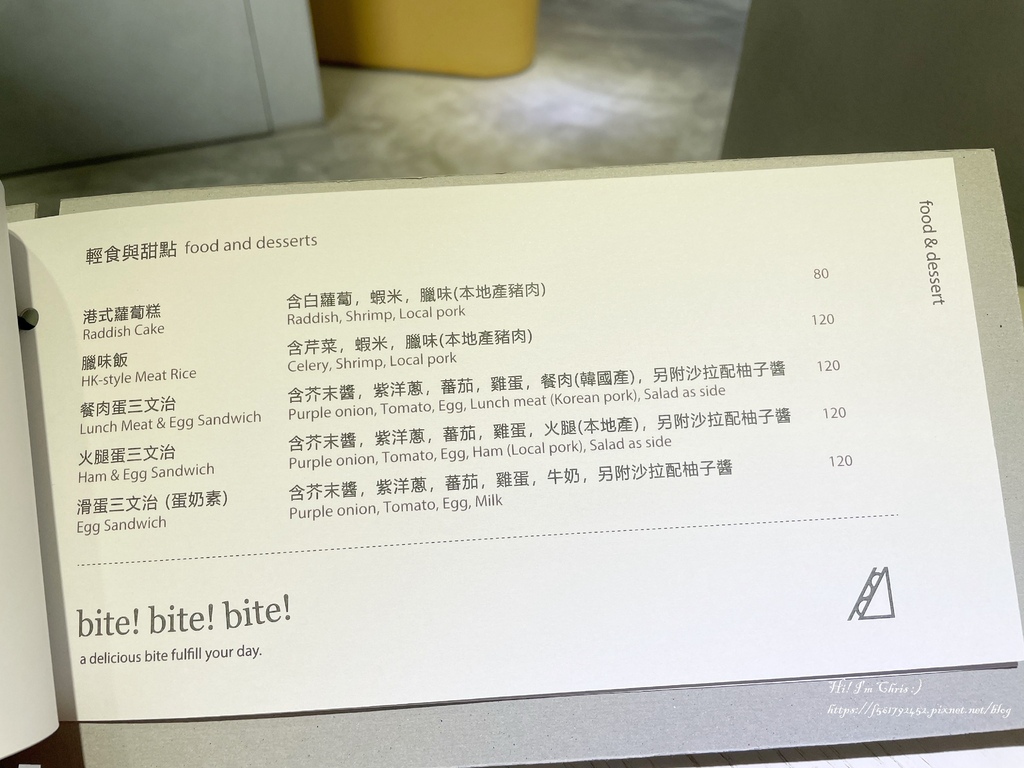 輕食與甜點 food and desserts
food & dessert
港式蘿蔔糕
Raddish Cake
含白蘿蔔，蝦米，臘味(本地產豬肉)
Raddish, Shrimp, Local pork
80
臘味飯
HK-style Meat Rice
含芹菜，蝦米，臘味(本地產豬肉)
Celery, Shrimp, Local pork
120
餐肉蛋三文治
Lunch Meat & Egg Sandwich
含芥末醬，紫洋蔥，蕃茄，雞蛋，餐肉(韓國產)，另附沙拉配柚子醬
Purple onion, Tomato, Egg, Lunch meat (Korean pork), Salad as side
120
火腿蛋三文治
Ham & Egg Sandwich
含芥末醬，紫洋蔥，蕃茄，雞蛋，火腿(本地產)，另附沙拉配柚子醬
Purple onion, Tomato, Egg, Ham (Local pork), Salad as side
120
滑蛋三文治 (蛋奶素)
Egg Sandwich
含芥末醬，紫洋蔥，蕃茄，雞蛋，牛奶，另附沙拉配柚子醬
Purple onion, Tomato, Egg, Milk
120
bite! bite! bite!
a delicious bite fulfill your day.
Hi! I'm Chris :)
https://f561792452.pixnet.net/blog